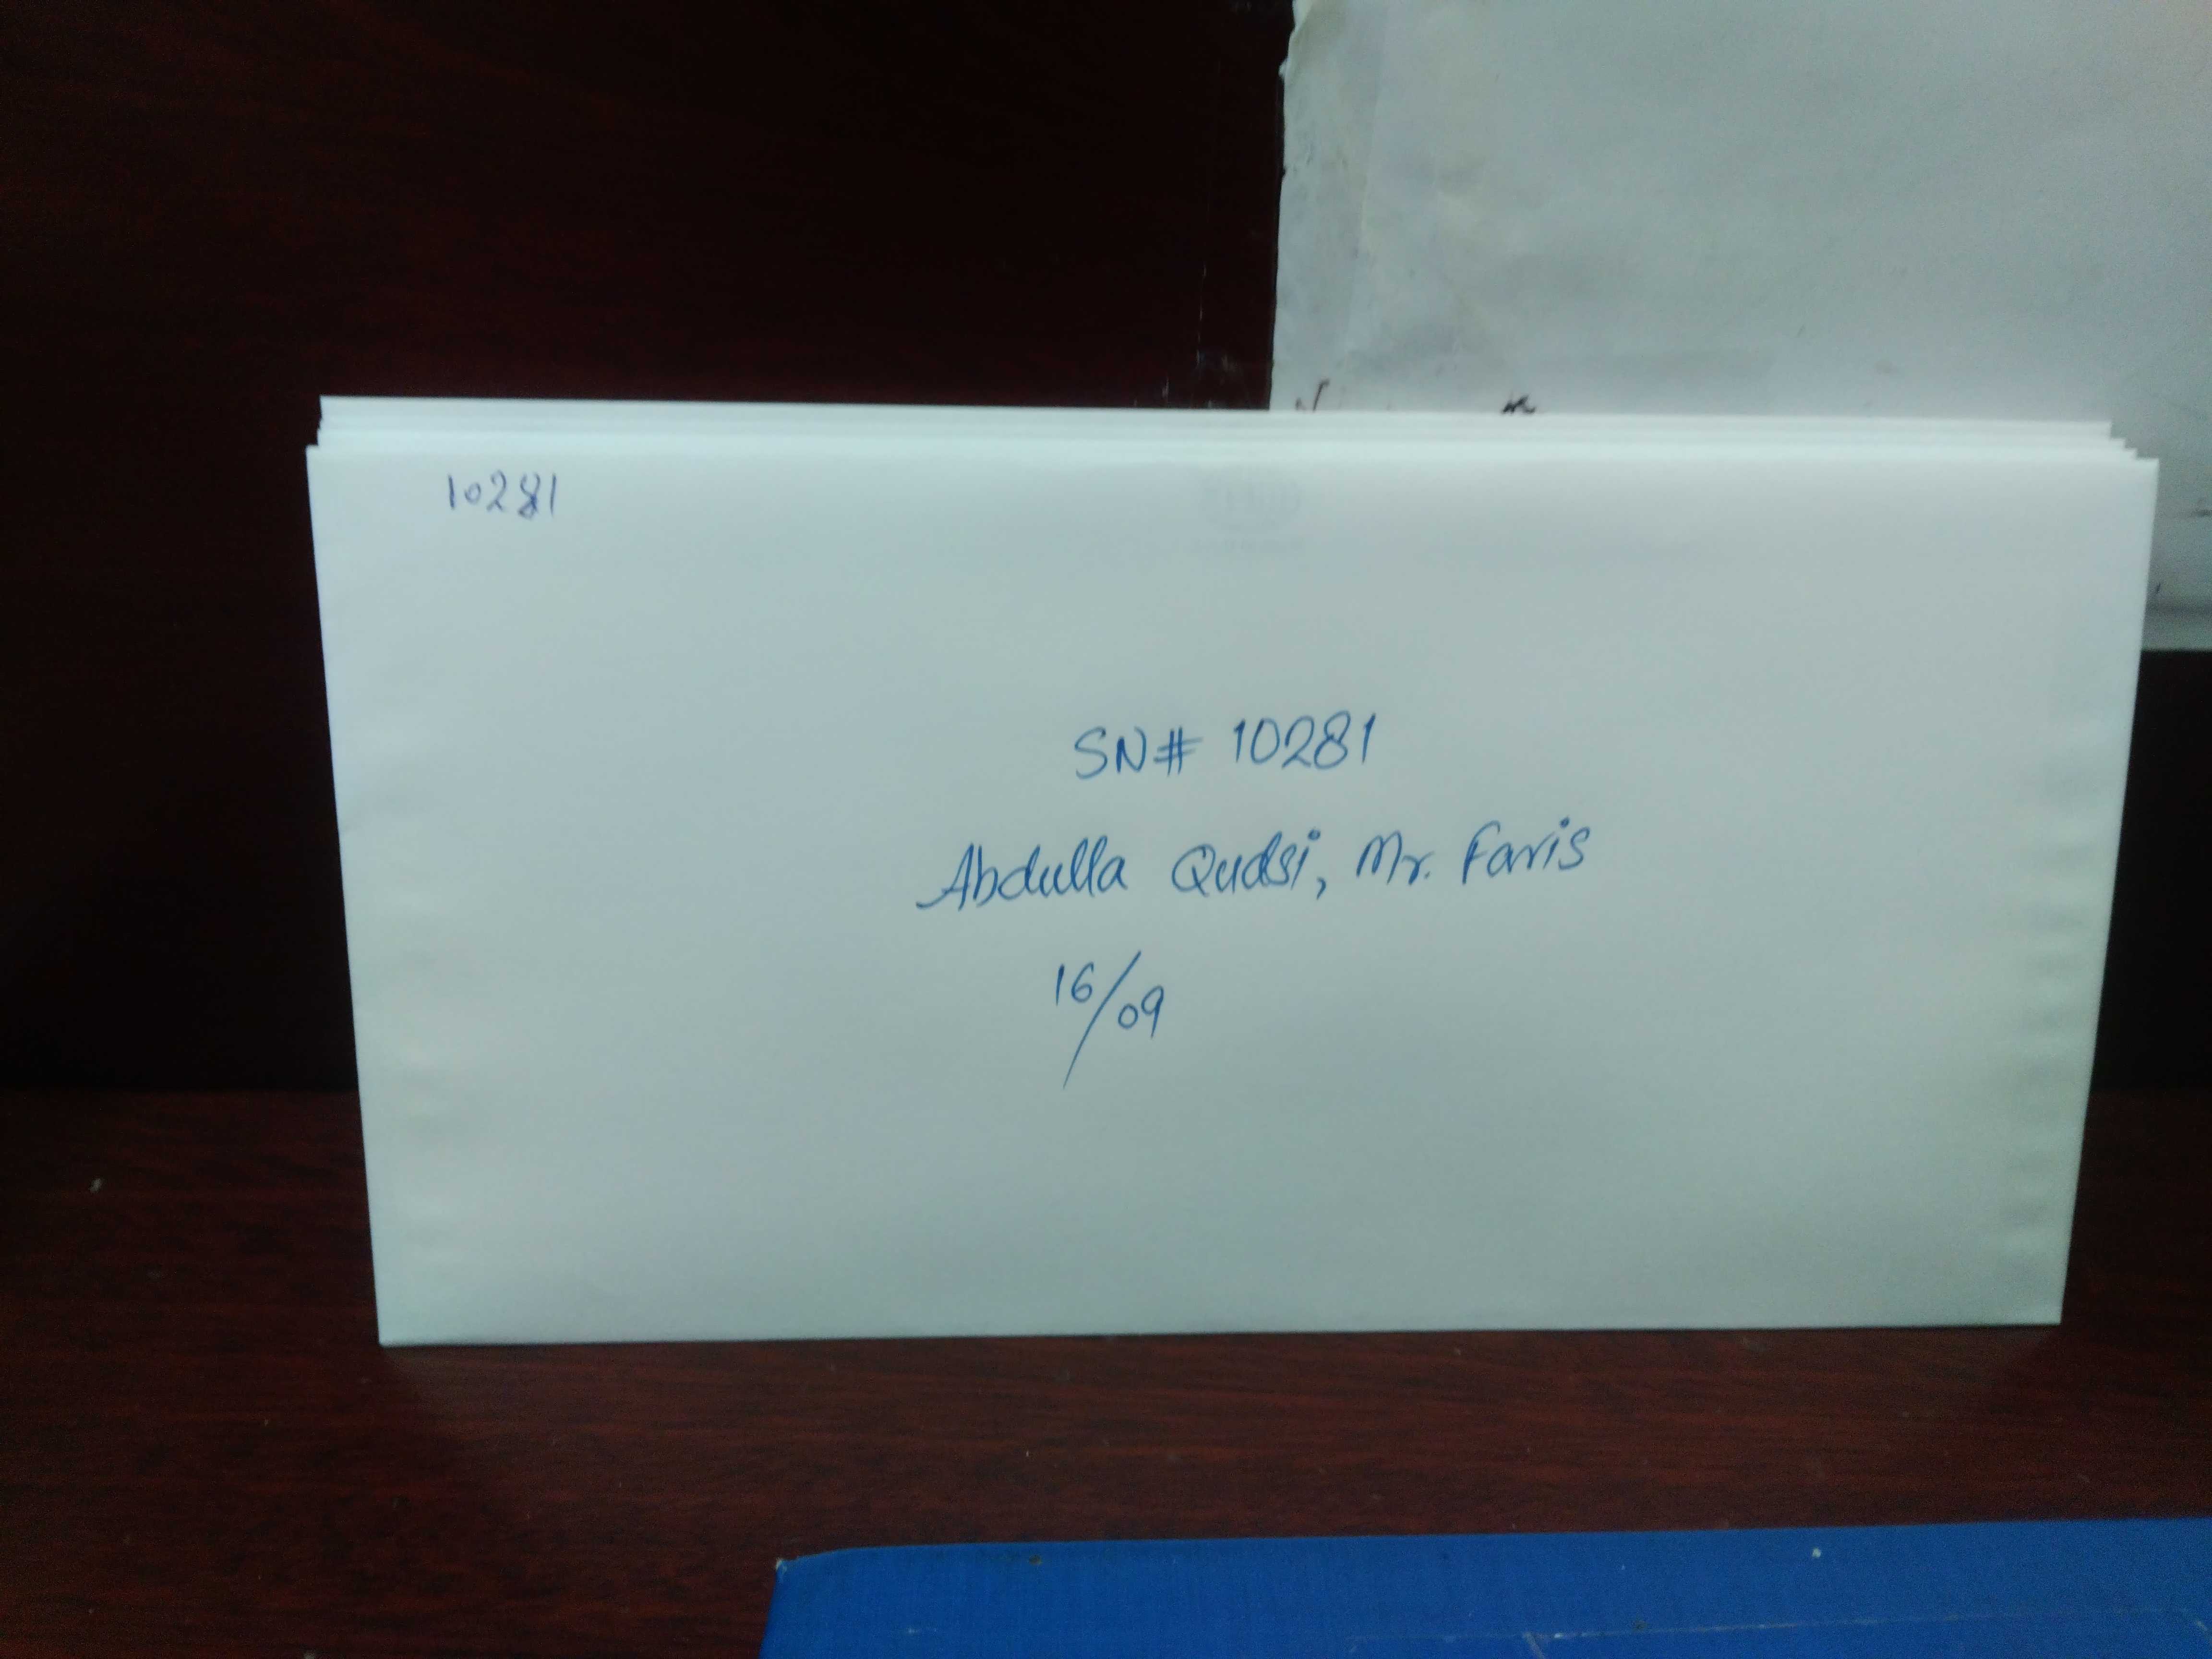 10281
SN# 10281
Abdulla Qudsi, Mr. Faris
16/09